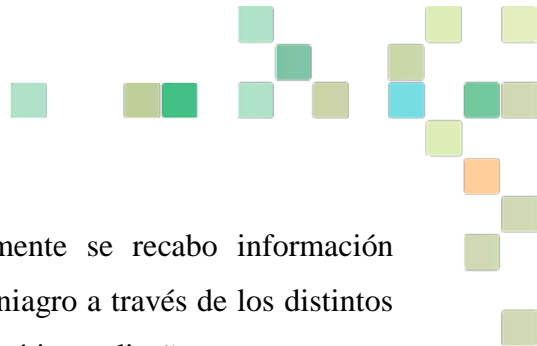 mente se recabo información
niagro a través de los distintos